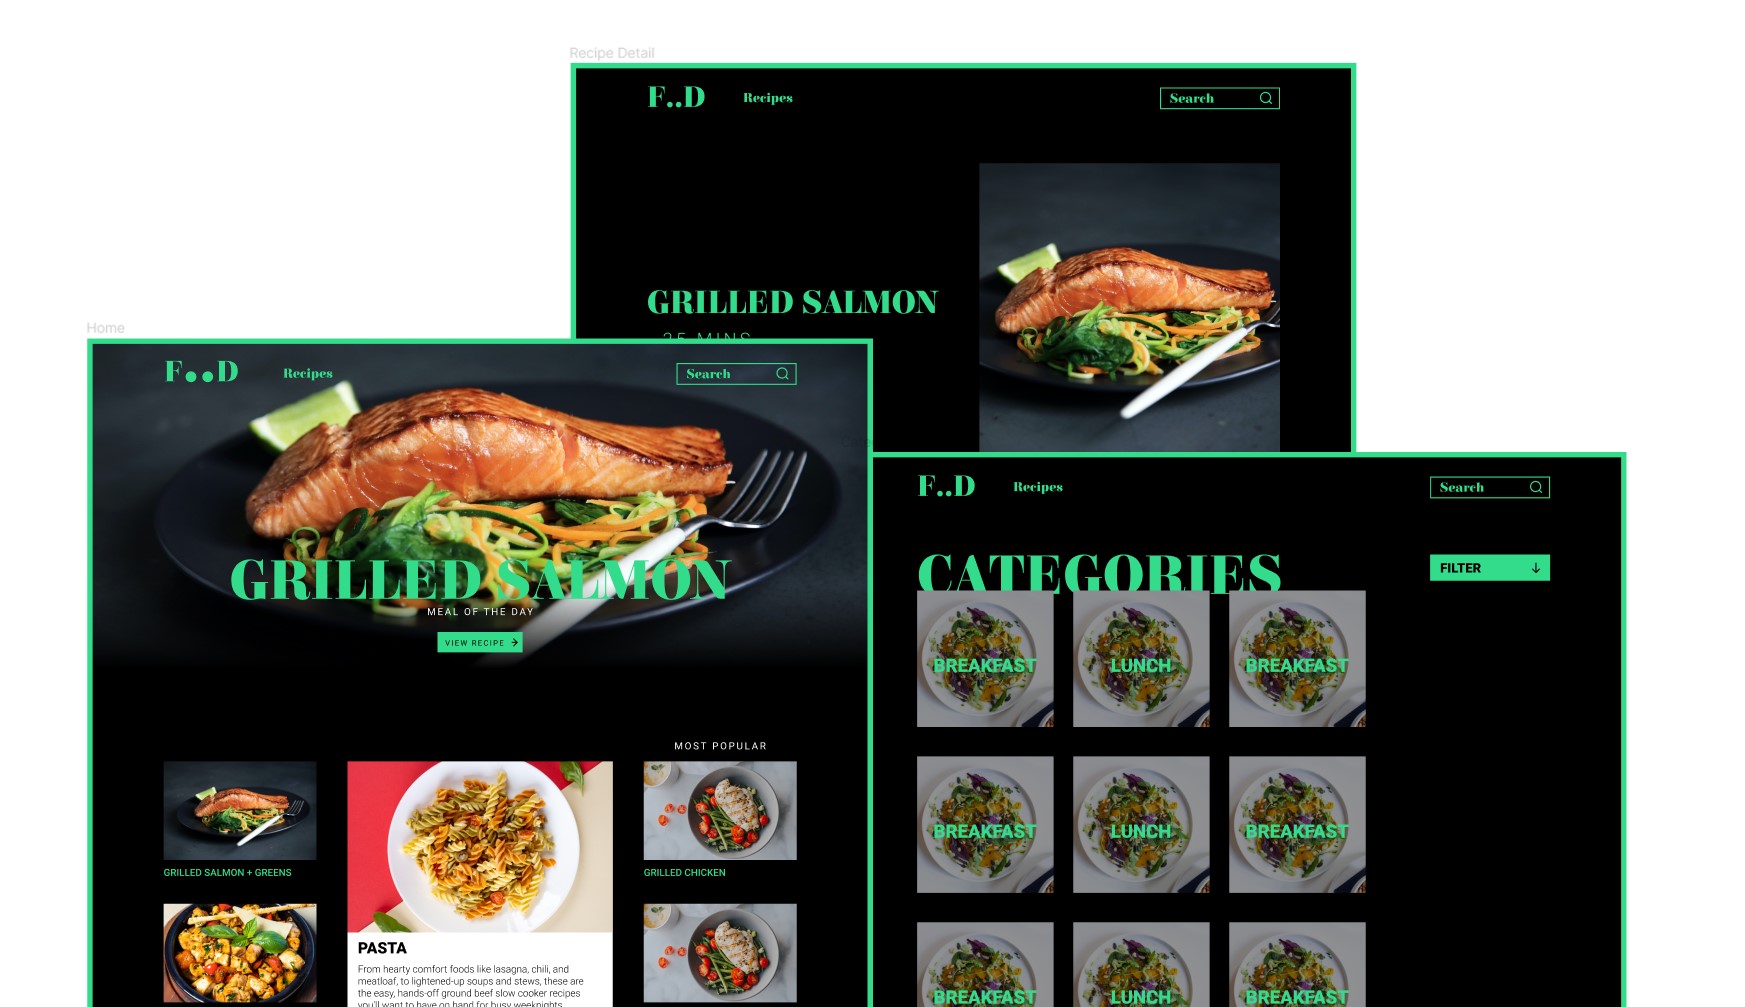 Recipe Detail
F..D
Recipes
Search
GRILLED SALMON
25 MINS
Home
F..D
Recipes
Search
GRILLED SALMON
MEAL OF THE DAY
VIEW RECIPE
MOST POPULAR
GRILLED SALMON + GREENS
GRILLED CHICKEN
PASTA
From hearty comfort foods like lasagna, chili, and
meatloaf, to lightened-up soups and stews, these are
the easy, hands-off ground beef slow cooker recipes
you'll want to have on hand for busy weeknights.
F..D
Recipes
Search
CATEGORIES
FILTER
BREAKFAST
LUNCH
BREAKFAST
BREAKFAST
LUNCH
BREAKFAST
BREAKFAST
LUNCH
BREAKFAST